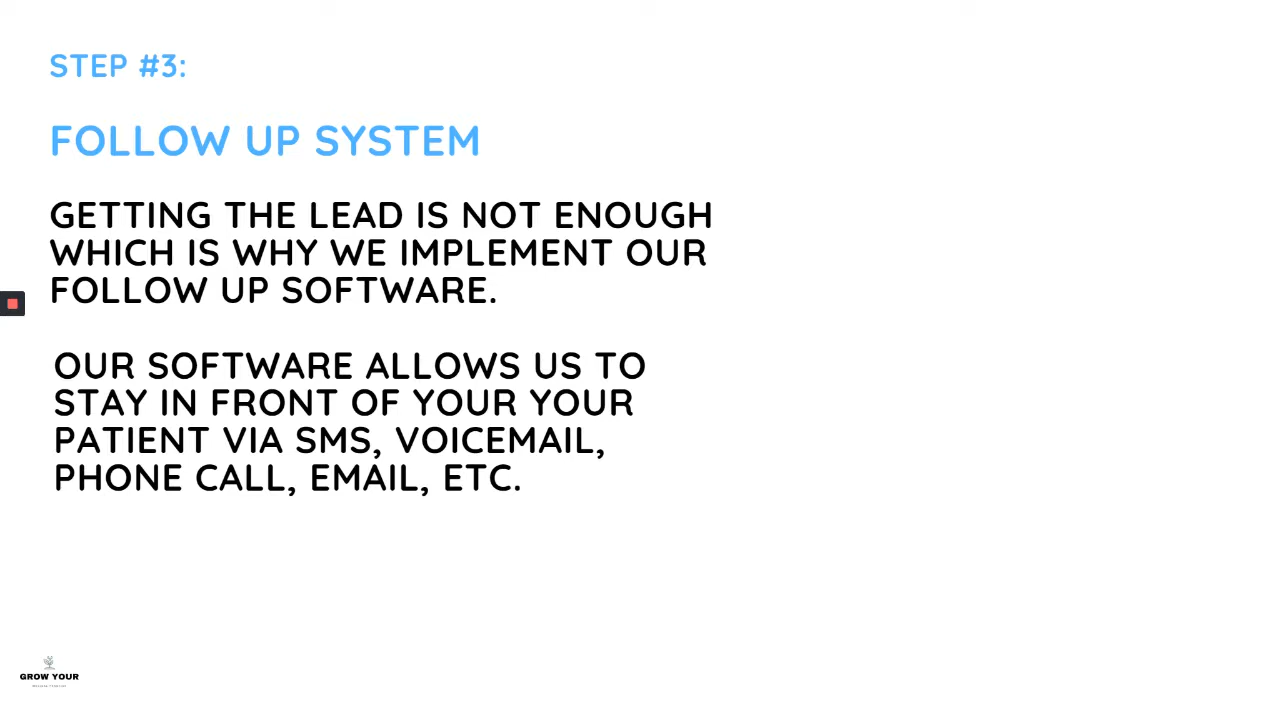 STEP #3:
FOLLOW UP SYSTEM
GETTING THE LEAD IS NOT ENOUGH
WHICH IS WHY WE IMPLEMENT OUR
FOLLOW UP SOFTWARE.
OUR SOFTWARE ALLOWS US TO
STAY IN FRONT OF YOUR YOUR
PATIENT VIA SMS, VOICEMAIL,
PHONE CALL, EMAIL, ETC.
GROW YOUR